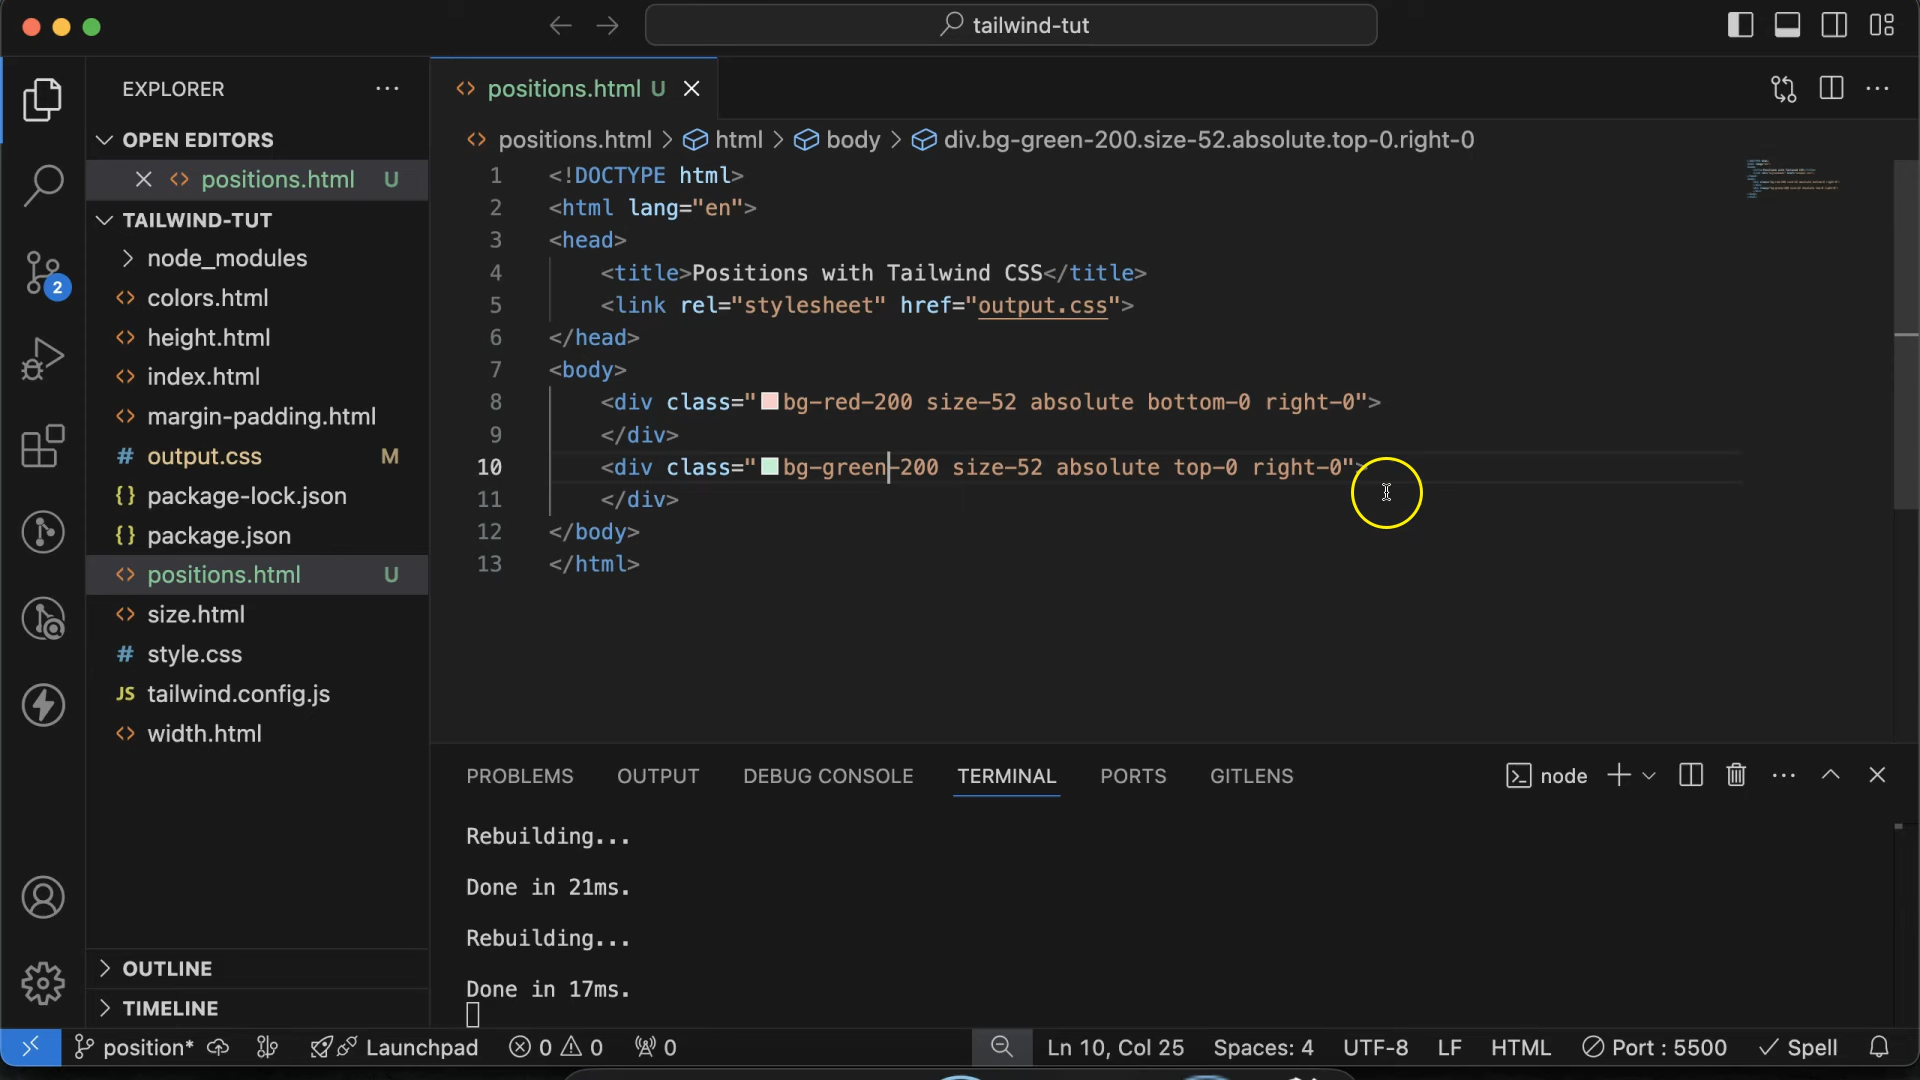 tailwind-tut
EXPLORER
OPEN EDITORS
positions.html U
TAILWIND-TUT
node_modules
colors.html
height.html
index.html
margin-padding.html
# output.css M
{} package-lock.json
{} package.json
positions.html U
size.html
# style.css
JS tailwind.config.js
width.html
OUTLINE
TIMELINE
positions.html U
positions.html > html > body > div.bg-green-200.size-52.absolute.top-0.right-0
1 <!DOCTYPE html>
2 <html lang="en">
3 <head>
4 <title>Positions with Tailwind CSS</title>
5 <link rel="stylesheet" href="output.css">
6 </head>
7 <body>
8 <div class="bg-red-200 size-52 absolute bottom-0 right-0">
9 </div>
10 <div class="bg-green-200 size-52 absolute top-0 right-0">
11 </div>
12 </body>
13 </html>
PROBLEMS OUTPUT DEBUG CONSOLE TERMINAL PORTS GITLENS
node
Rebuilding...
Done in 21ms.
Rebuilding...
Done in 17ms.
2
position* Launchpad 0 0 0 Ln 10, Col 25 Spaces: 4 UTF-8 LF HTML Port : 5500 Spell